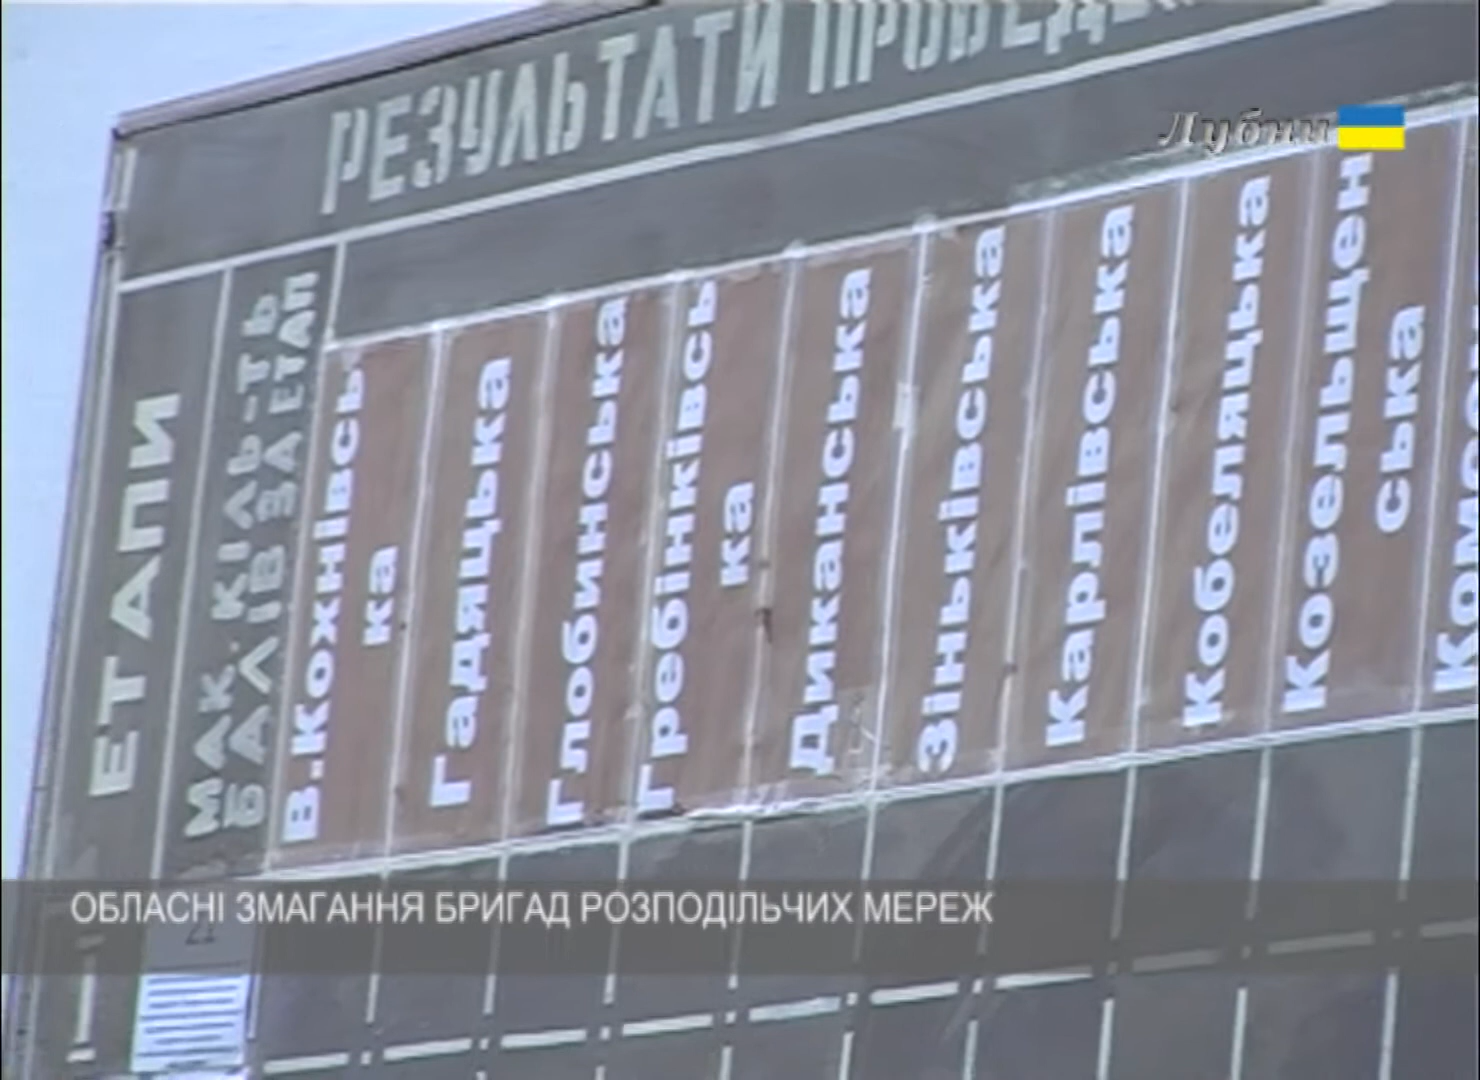 РЕЗУЛЬТАТИ
Лубни
ЕТАПИ
МАК. КІЛЬ-ТЬ
БАЛІВ ЗА ЕТАП
В.Кохнівсь
ка
Гадяцька
Глобинська
Гребінківсь
ка
Диканська
Зіньківська
Карлівська
Кобеляцька
Козельщен
ська
ОБЛАСНІ ЗМАГАННЯ БРИГАД РОЗПОДІЛЬЧИХ МЕРЕЖ